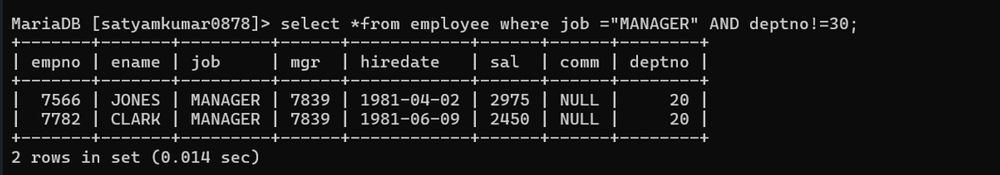 MariaDB [satyamkumar0878]> select *from employee where job ="MANAGER" AND deptno!=30;
+-------+-------+---------+------+------------+------+------+--------+
| empno | ename | job     | mgr  | hiredate   | sal  | comm | deptno |
+-------+-------+---------+------+------------+------+------+--------+
|  7566 | JONES | MANAGER | 7839 | 1981-04-02 | 2975 | NULL |     20 |
|  7782 | CLARK | MANAGER | 7839 | 1981-06-09 | 2450 | NULL |     20 |
+-------+-------+---------+------+------------+------+------+--------+
2 rows in set (0.014 sec)